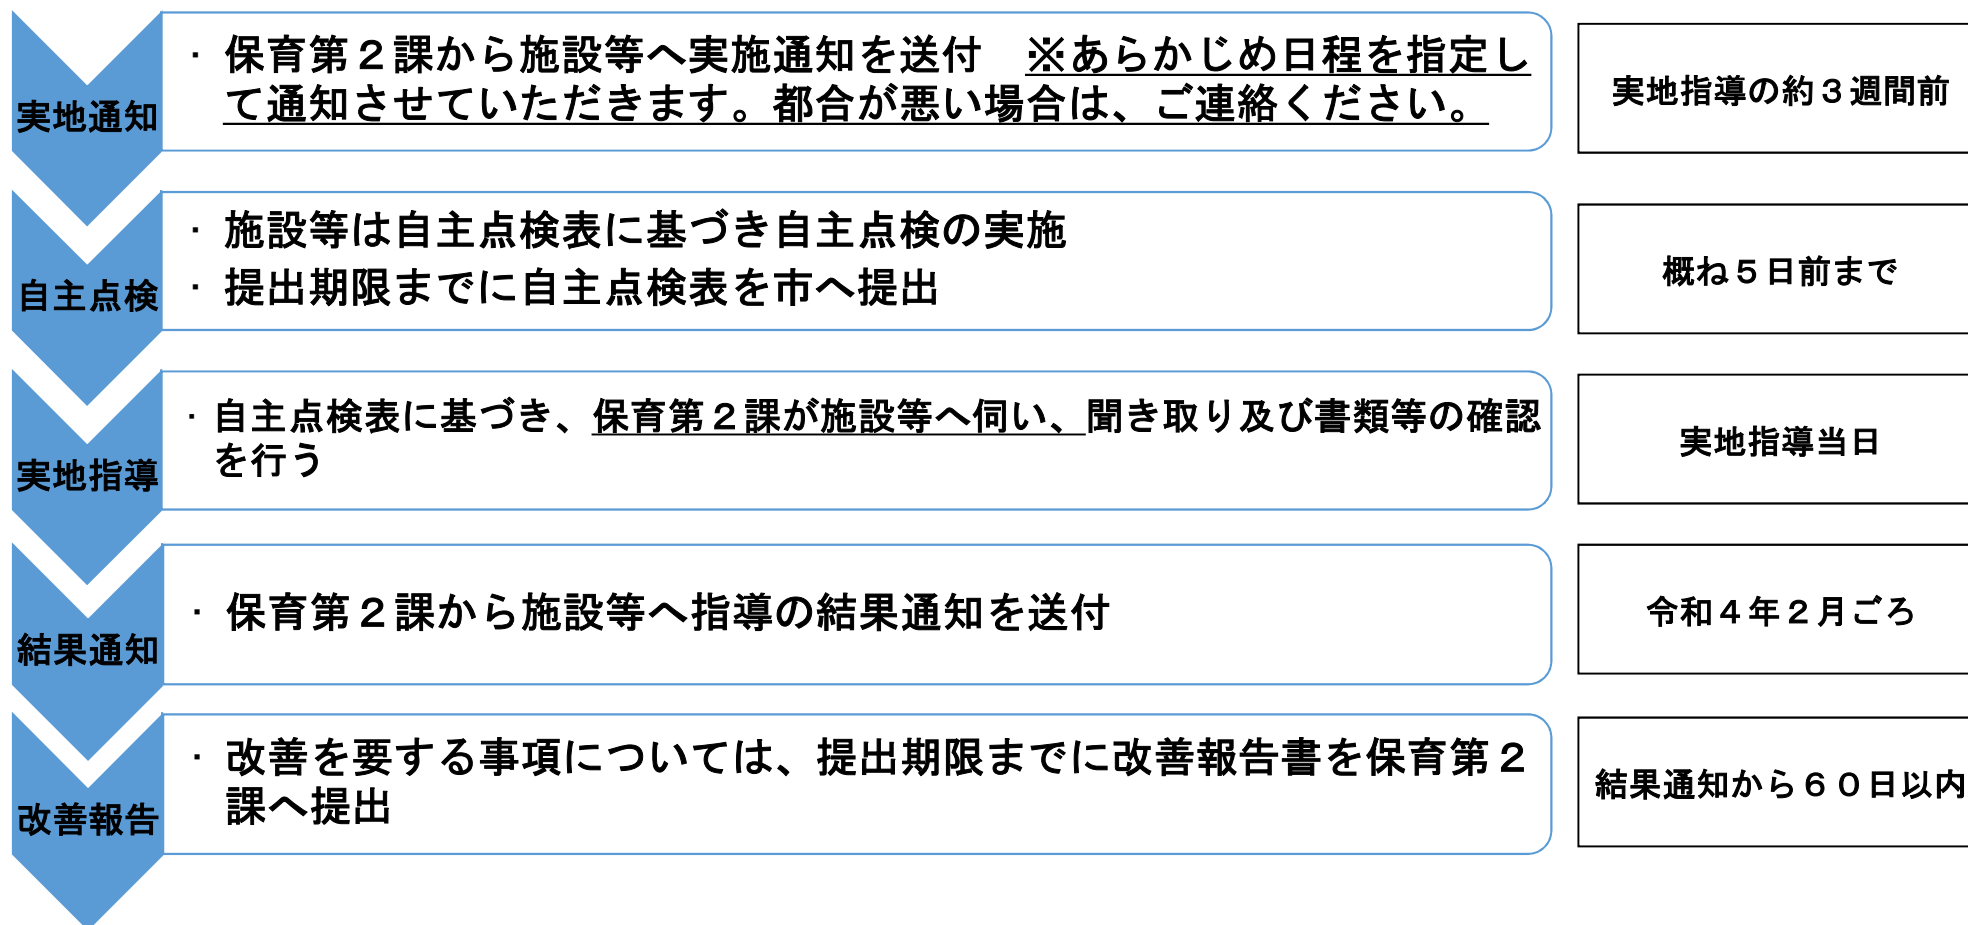 実地通知
・保育第２課から施設等へ実施通知を送付　※あらかじめ日程を指定し
て通知させていただきます。都合が悪い場合は、ご連絡ください。
実地指導の約３週間前
自主点検
・施設等は自主点検表に基づき自主点検の実施
・提出期限までに自主点検表を市へ提出
概ね５日前まで
実地指導
・自主点検表に基づき、保育第２課が施設等へ伺い、聞き取り及び書類等の確認
を行う
実地指導当日
結果通知
・保育第２課から施設等へ指導の結果通知を送付
令和４年２月ごろ
改善報告
・改善を要する事項については、提出期限までに改善報告書を保育第２
課へ提出
結果通知から６０日以内